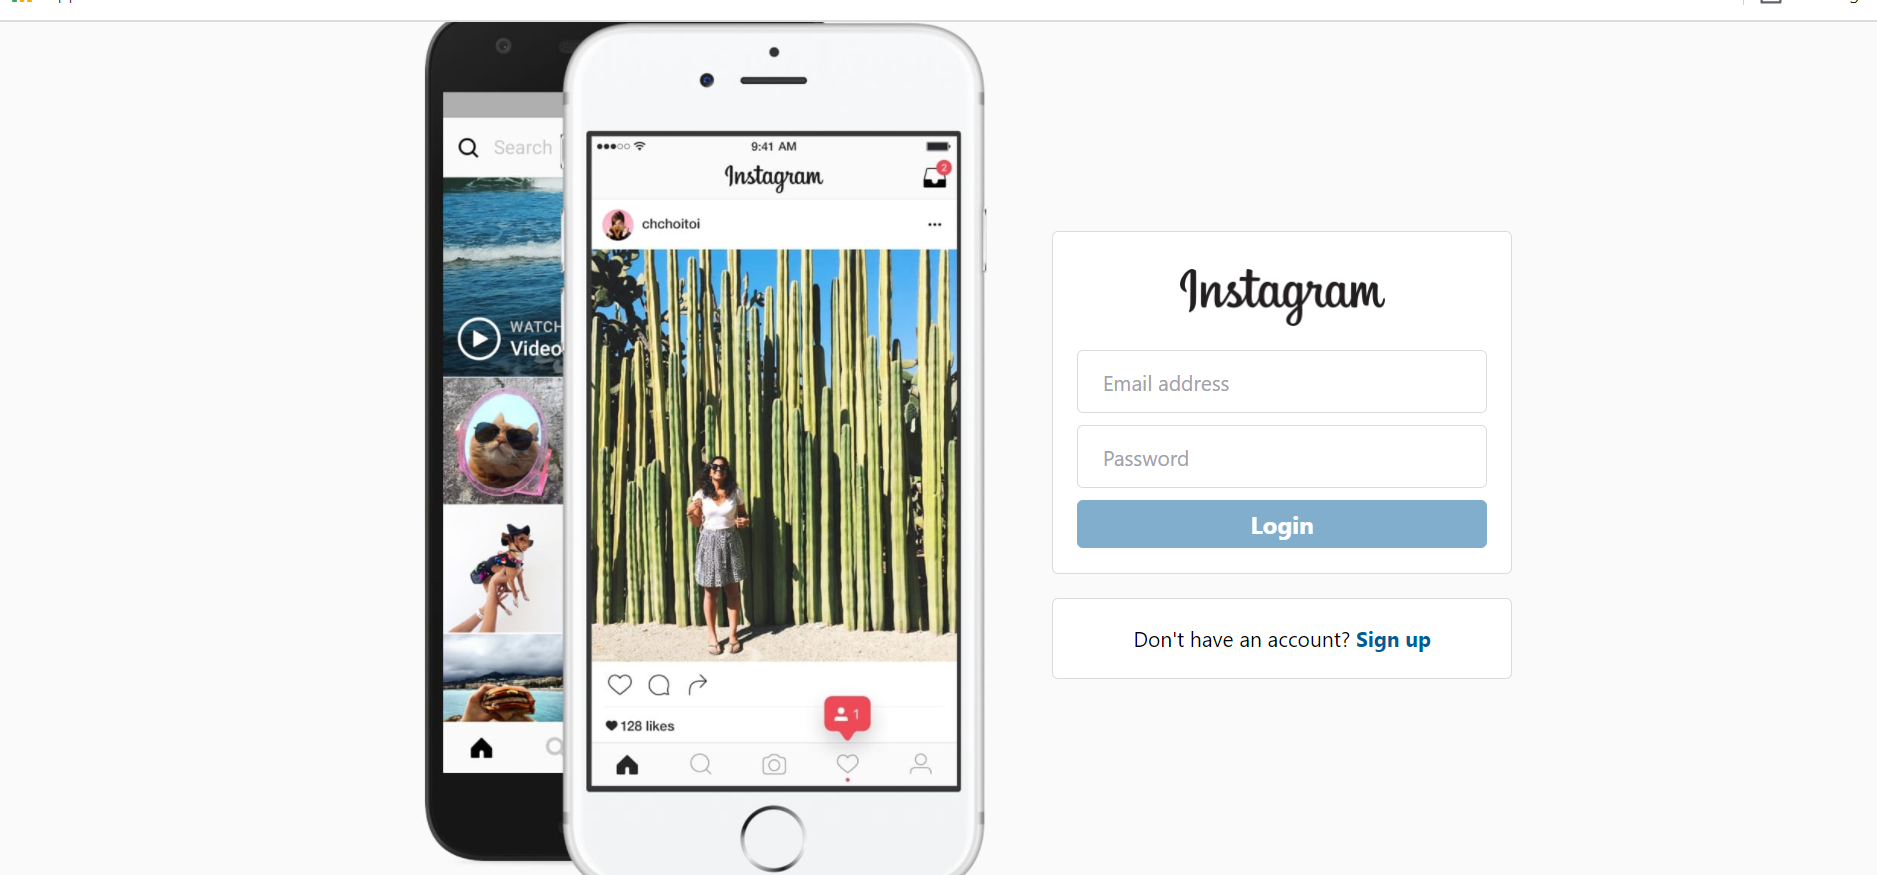 Search
WATCH
Video
9:41 AM
Instagram
2
chchoitoi
128 likes
1
Instagram
Email address
Password
Login
Don't have an account? Sign up